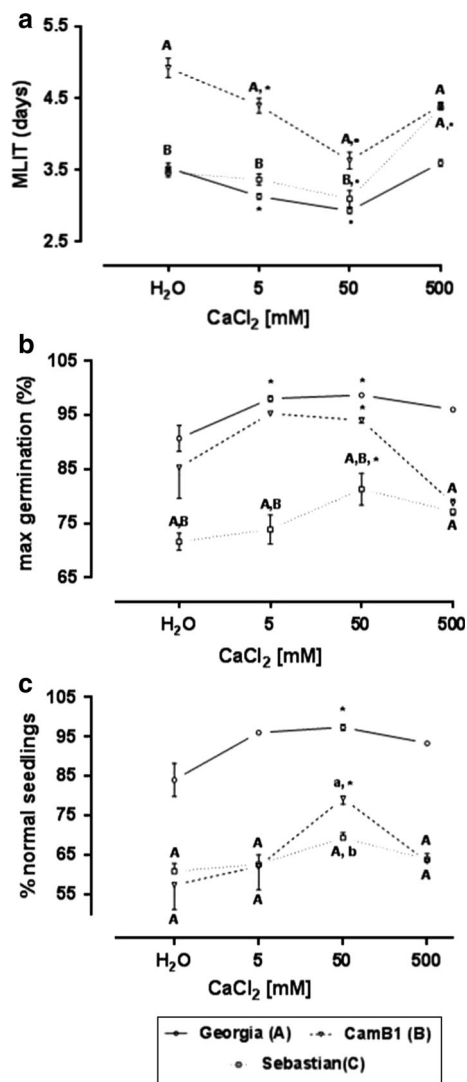 a
MLIT (days)
5.5
4.5
3.5
2.5
A
A, *
A,*
A
A,*
B
B
B,*
*
*
H₂O
5
50
500
CaCl₂ [mM]
b
max germination (%)
105
95
85
75
65
*
*
*
A,B
A,B
A,B, *
A
A
H₂O
5
50
500
CaCl₂ [mM]
c
% normal seedlings
105
95
85
75
65
55
*
a, *
A
A
A
A
A
A, b
A
H₂O
5
50
500
CaCl₂ [mM]
Georgia (A)
CamB1 (B)
Sebastian(C)